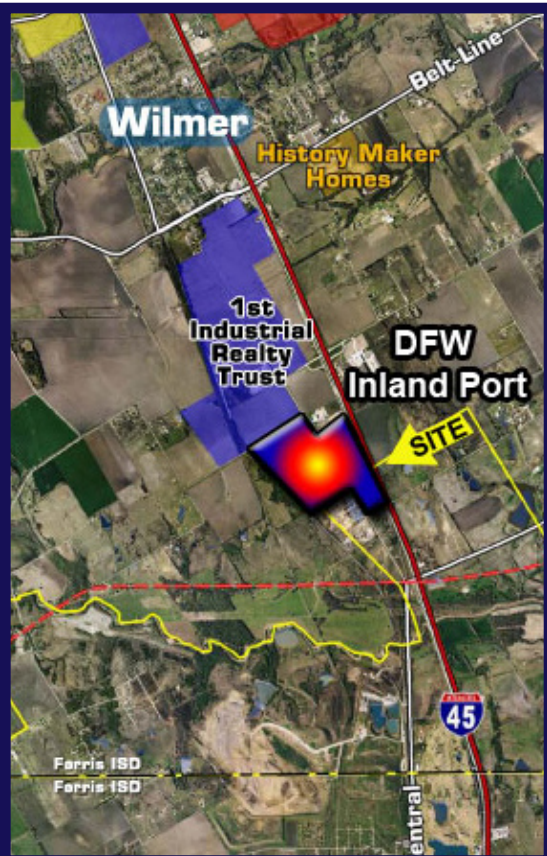 Belt-Line
Wilmer
History Maker
Homes
1st
Industrial
Realty
Trust
DFW
Inland Port
SITE
45
Ferris ISD
Ferris ISD
entral